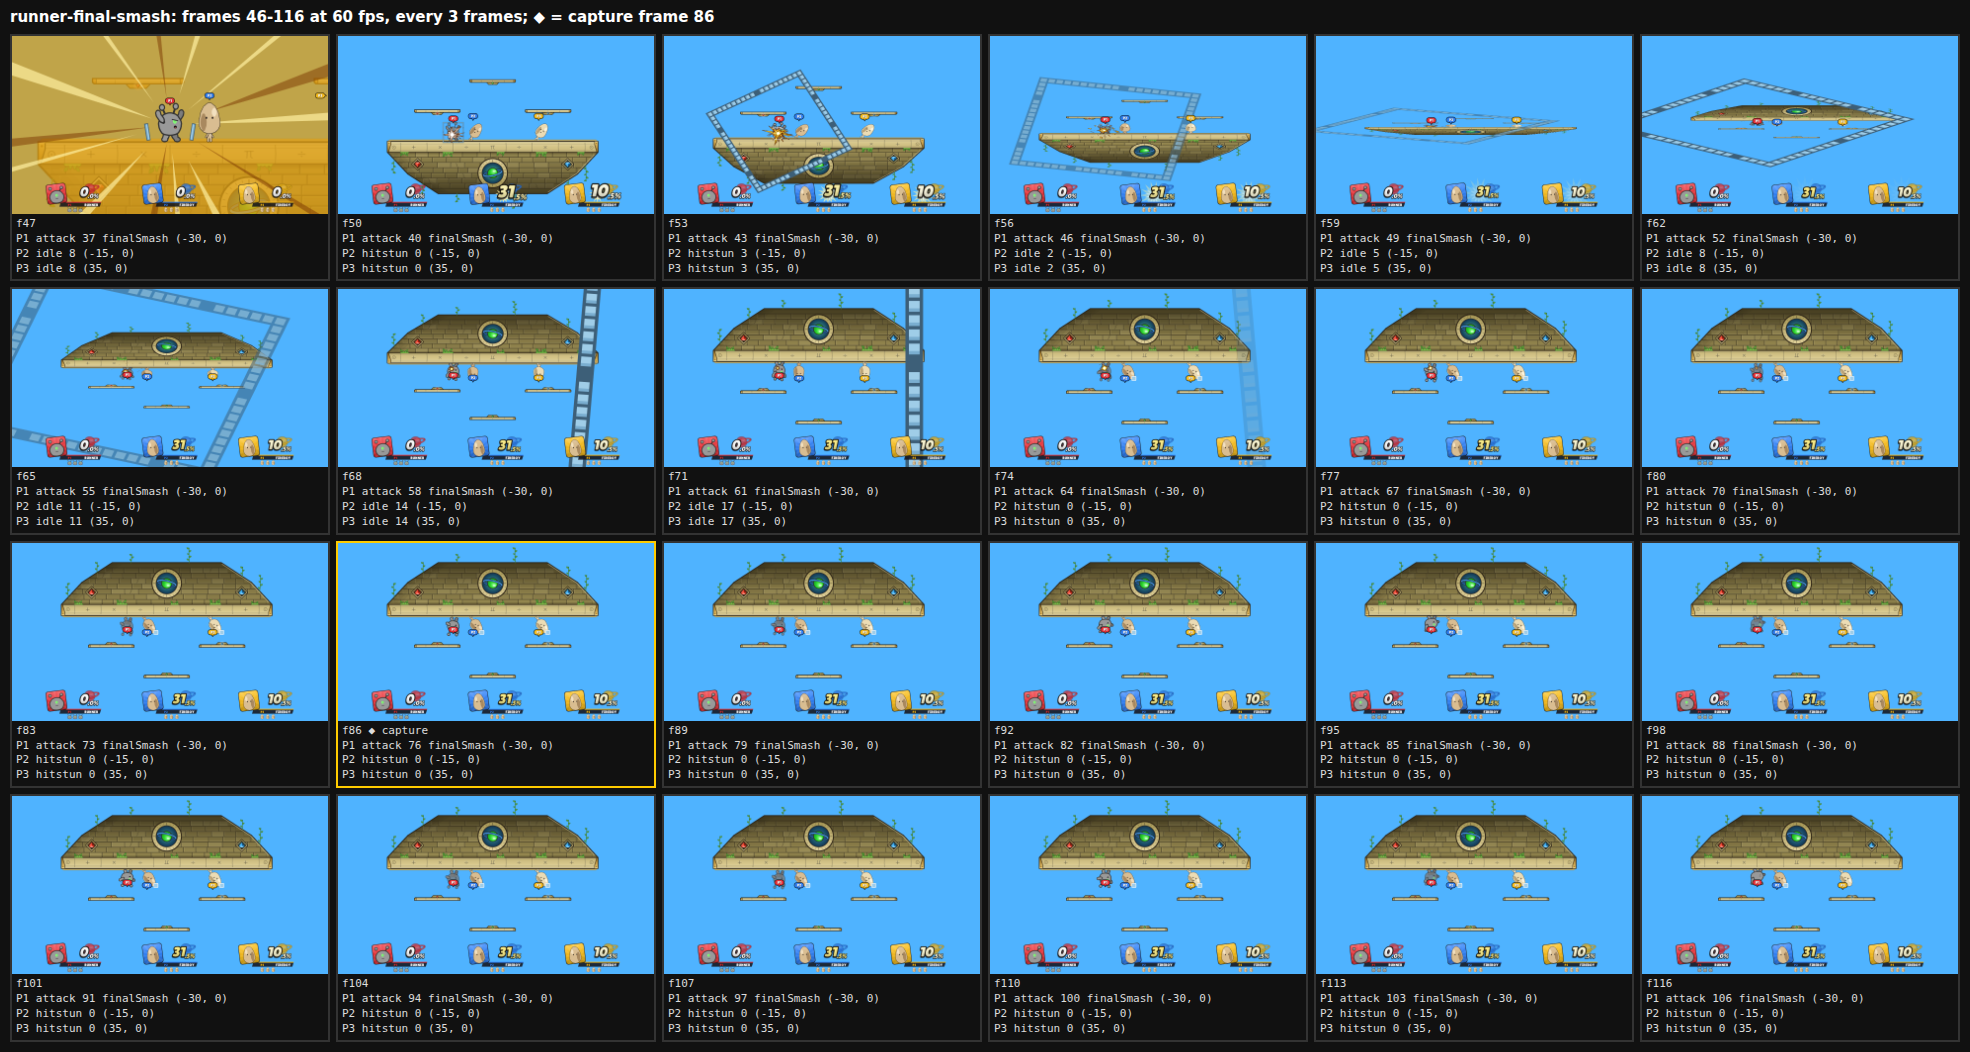 runner-final-smash: frames 46-116 at 60 fps, every 3 frames; ◆ = capture frame 86
f47
P1 attack 37 finalSmash (-30, 0)
P2 idle 8 (-15, 0)
P3 idle 8 (35, 0)
f50
P1 attack 40 finalSmash (-30, 0)
P2 hitstun 0 (-15, 0)
P3 hitstun 0 (35, 0)
f53
P1 attack 43 finalSmash (-30, 0)
P2 hitstun 3 (-15, 0)
P3 hitstun 3 (35, 0)
f56
P1 attack 46 finalSmash (-30, 0)
P2 idle 2 (-15, 0)
P3 idle 2 (35, 0)
f59
P1 attack 49 finalSmash (-30, 0)
P2 idle 5 (-15, 0)
P3 idle 5 (35, 0)
f62
P1 attack 52 finalSmash (-30, 0)
P2 idle 8 (-15, 0)
P3 idle 8 (35, 0)
f65
P1 attack 55 finalSmash (-30, 0)
P2 idle 11 (-15, 0)
P3 idle 11 (35, 0)
f68
P1 attack 58 finalSmash (-30, 0)
P2 idle 14 (-15, 0)
P3 idle 14 (35, 0)
f71
P1 attack 61 finalSmash (-30, 0)
P2 idle 17 (-15, 0)
P3 idle 17 (35, 0)
f74
P1 attack 64 finalSmash (-30, 0)
P2 hitstun 0 (-15, 0)
P3 hitstun 0 (35, 0)
f77
P1 attack 67 finalSmash (-30, 0)
P2 hitstun 0 (-15, 0)
P3 hitstun 0 (35, 0)
f80
P1 attack 70 finalSmash (-30, 0)
P2 hitstun 0 (-15, 0)
P3 hitstun 0 (35, 0)
f83
P1 attack 73 finalSmash (-30, 0)
P2 hitstun 0 (-15, 0)
P3 hitstun 0 (35, 0)
f86 ◆ capture
P1 attack 76 finalSmash (-30, 0)
P2 hitstun 0 (-15, 0)
P3 hitstun 0 (35, 0)
f89
P1 attack 79 finalSmash (-30, 0)
P2 hitstun 0 (-15, 0)
P3 hitstun 0 (35, 0)
f92
P1 attack 82 finalSmash (-30, 0)
P2 hitstun 0 (-15, 0)
P3 hitstun 0 (35, 0)
f95
P1 attack 85 finalSmash (-30, 0)
P2 hitstun 0 (-15, 0)
P3 hitstun 0 (35, 0)
f98
P1 attack 88 finalSmash (-30, 0)
P2 hitstun 0 (-15, 0)
P3 hitstun 0 (35, 0)
f101
P1 attack 91 finalSmash (-30, 0)
P2 hitstun 0 (-15, 0)
P3 hitstun 0 (35, 0)
f104
P1 attack 94 finalSmash (-30, 0)
P2 hitstun 0 (-15, 0)
P3 hitstun 0 (35, 0)
f107
P1 attack 97 finalSmash (-30, 0)
P2 hitstun 0 (-15, 0)
P3 hitstun 0 (35, 0)
f110
P1 attack 100 finalSmash (-30, 0)
P2 hitstun 0 (-15, 0)
P3 hitstun 0 (35, 0)
f113
P1 attack 103 finalSmash (-30, 0)
P2 hitstun 0 (-15, 0)
P3 hitstun 0 (35, 0)
f116
P1 attack 106 finalSmash (-30, 0)
P2 hitstun 0 (-15, 0)
P3 hitstun 0 (35, 0)